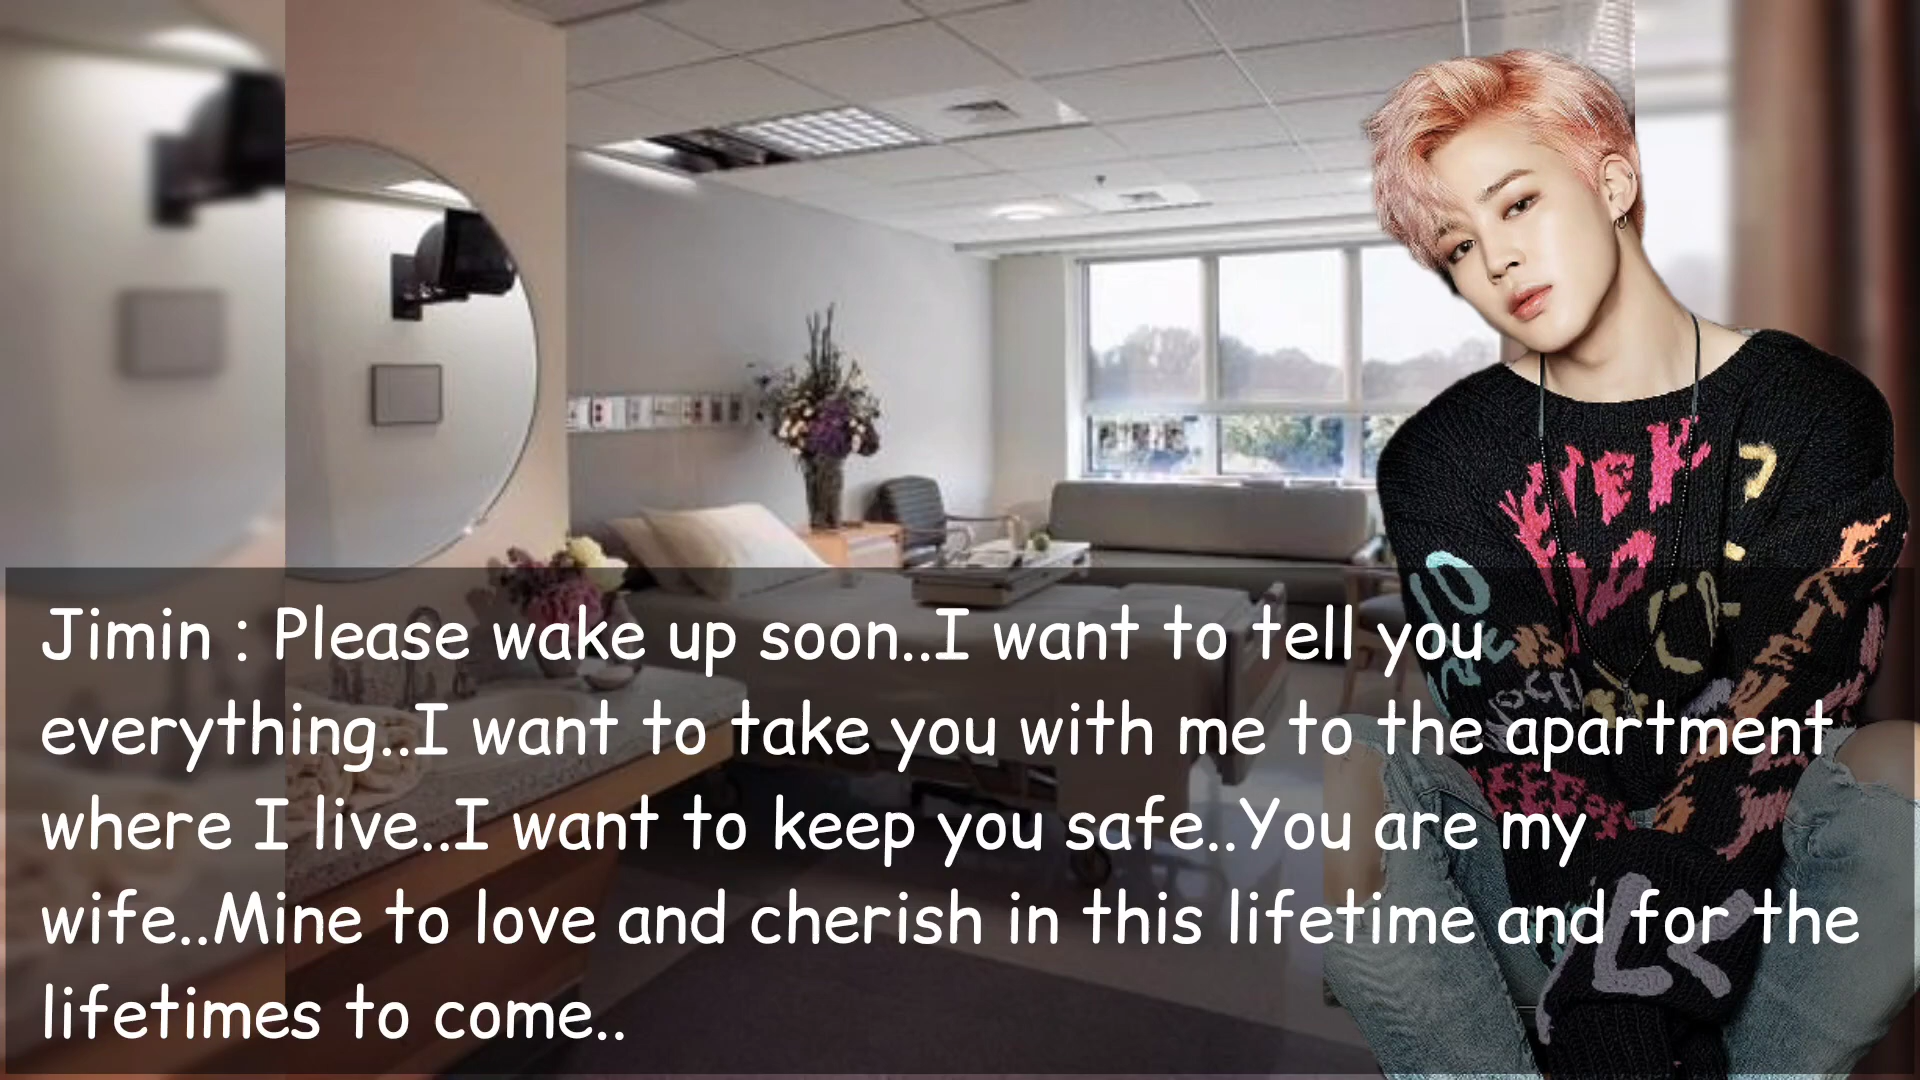 Jimin : Please wake up soon..I want to tell you
everything..I want to take you with me to the apartment
where I live..I want to keep you safe..You are my
wife..Mine to love and cherish in this lifetime and for the
lifetimes to come..